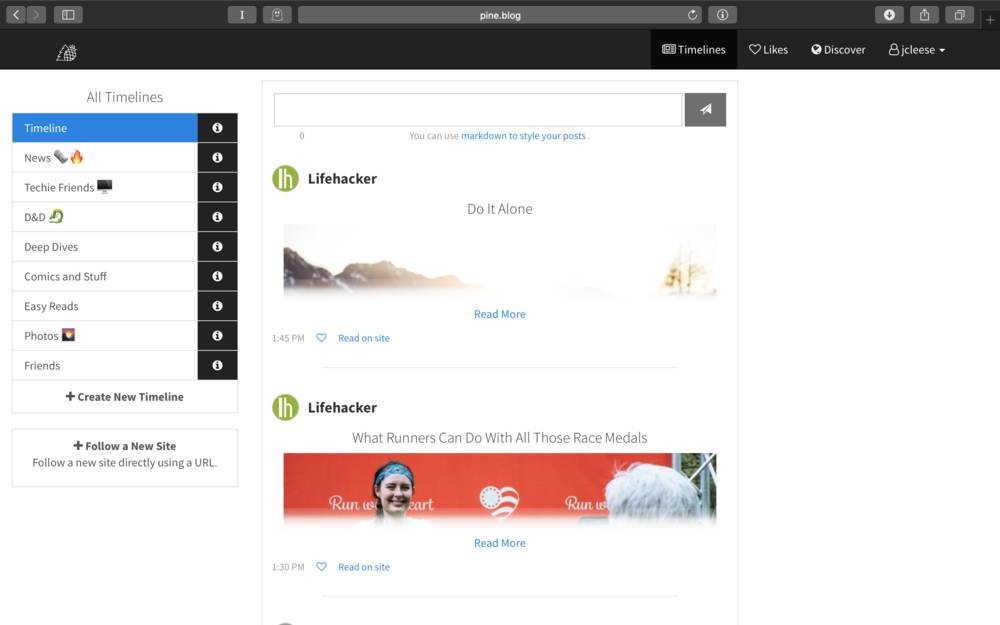 pine.blog
Timelines
Likes
Discover
jcleese
All Timelines
Timeline
News
Techie Friends
D&D
Deep Dives
Comics and Stuff
Easy Reads
Photos
Friends
Create New Timeline
Follow a New Site
Follow a new site directly using a URL.
0
You can use markdown to style your posts .
lh
Lifehacker
Do It Alone
Read More
1:45 PM
Read on site
lh
Lifehacker
What Runners Can Do With All Those Race Medals
Run
eart
Run
Read More
1:30 PM
Read on site